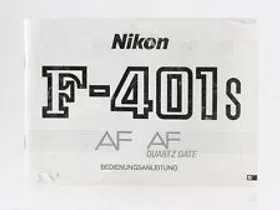 Nikon
F-401s
AF AF
QUARTZ DATE
BEDIENUNGSANLEITUNG